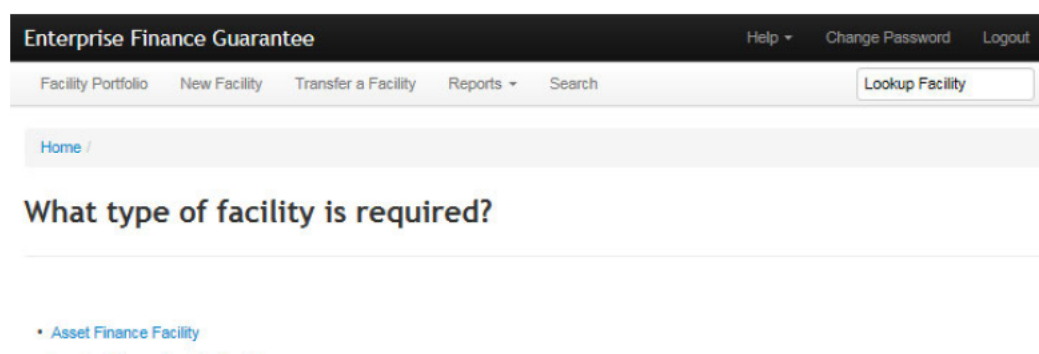 Enterprise Finance Guarantee Help Change Password Logout
Facility Portfolio New Facility Transfer a Facility Reports Search Lookup Facility
Home /
What type of facility is required?
• Asset Finance Facility